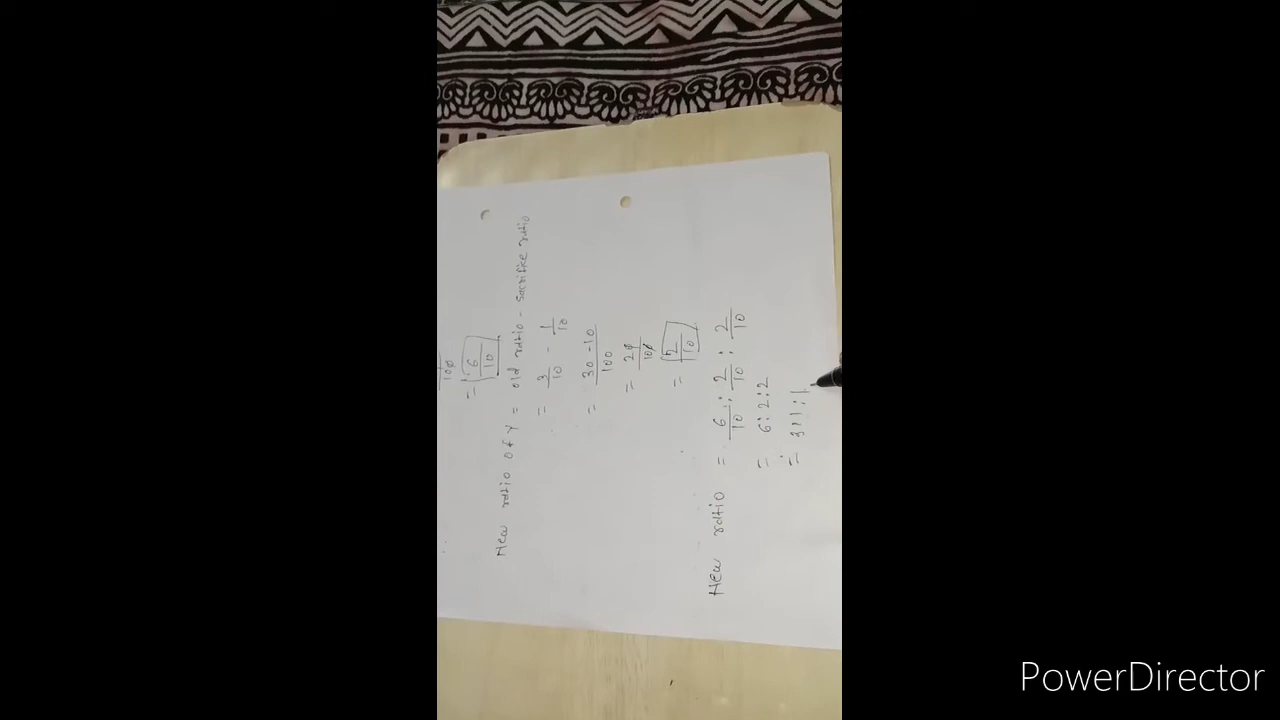 100
= 6/10
New ratio of Y = old ratio - sacrifice ratio
= 3/10 - 1/10
= 30-10/100
= 20/100
= 2/10
New ratio = 6/10 : 2/10 : 2/10
= 6:2:2
= 3:1:1
PowerDirector